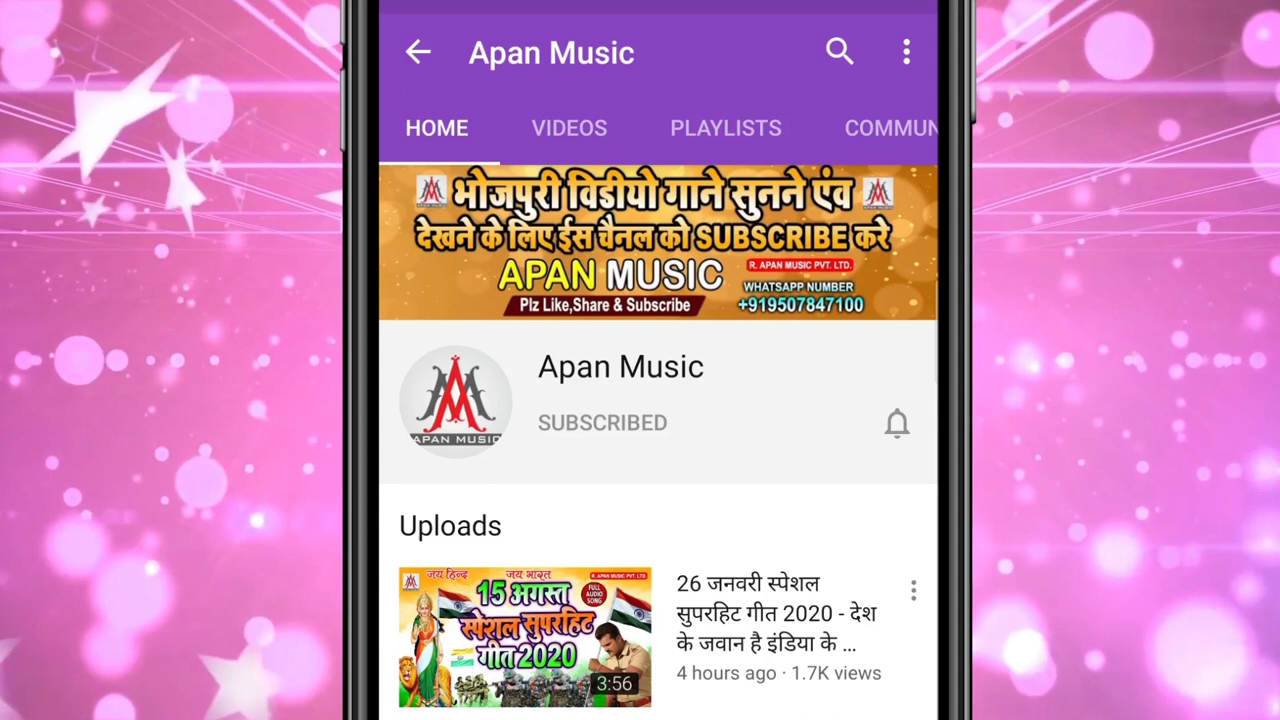 Apan Music
HOME VIDEOS PLAYLISTS COMMUN
भोजपुरी विडीयो गाने सुनने एंव
देखने के लिए ईस चैनल को SUBSCRIBE करे
APAN MUSIC
R. APAN MUSIC PVT. LTD.
WHATSAPP NUMBER
Plz Like,Share & Subscribe
+919507847100
APAN MUSIC
Apan Music
SUBSCRIBED
Uploads
जय हिन्द जय भारत
R. APAN MUSIC PVT. LTD
15 अगस्त
FULL
AUDIO
SONG
स्पेशल सुपरहिट
गीत 2020
3:56
26 जनवरी स्पेशल
सुपरहिट गीत 2020 - देश
के जवान है इंडिया के ...
4 hours ago · 1.7K views